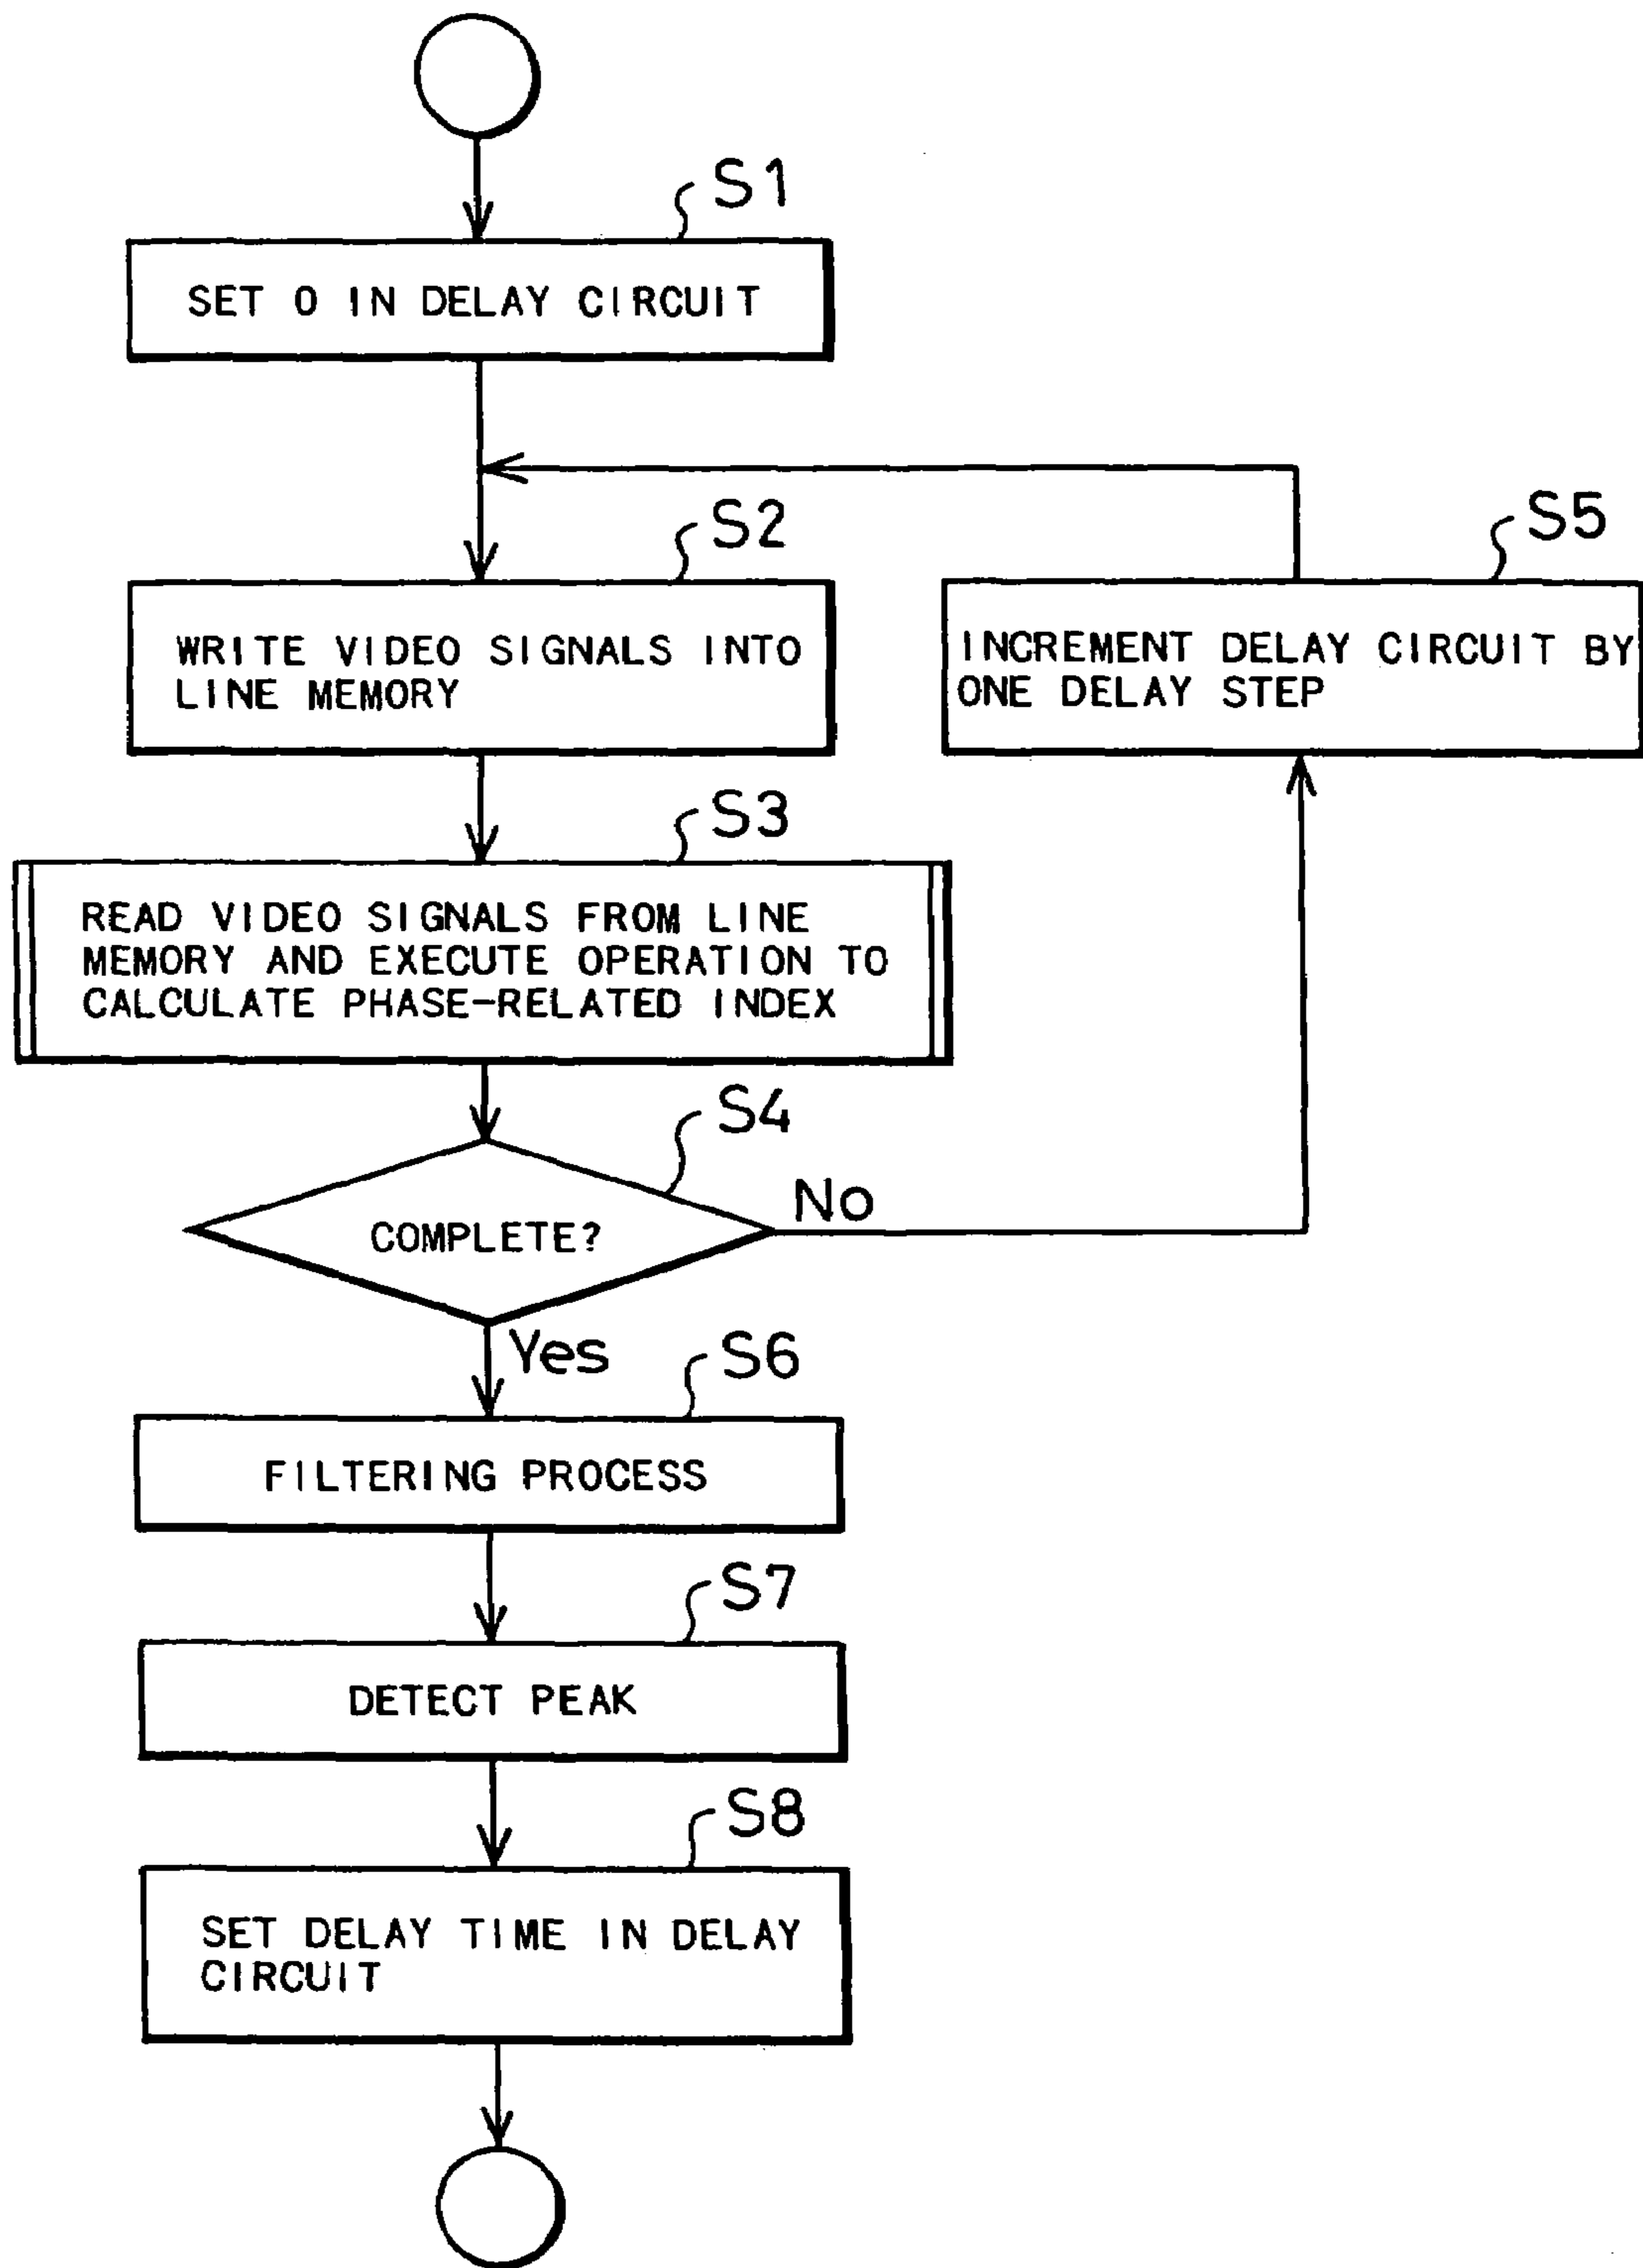 S1
SET 0 IN DELAY CIRCUIT
S2
WRITE VIDEO SIGNALS INTO
LINE MEMORY
S5
INCREMENT DELAY CIRCUIT BY
ONE DELAY STEP
S3
READ VIDEO SIGNALS FROM LINE
MEMORY AND EXECUTE OPERATION TO
CALCULATE PHASE-RELATED INDEX
S4
COMPLETE?
No
Yes
S6
FILTERING PROCESS
S7
DETECT PEAK
S8
SET DELAY TIME IN DELAY
CIRCUIT